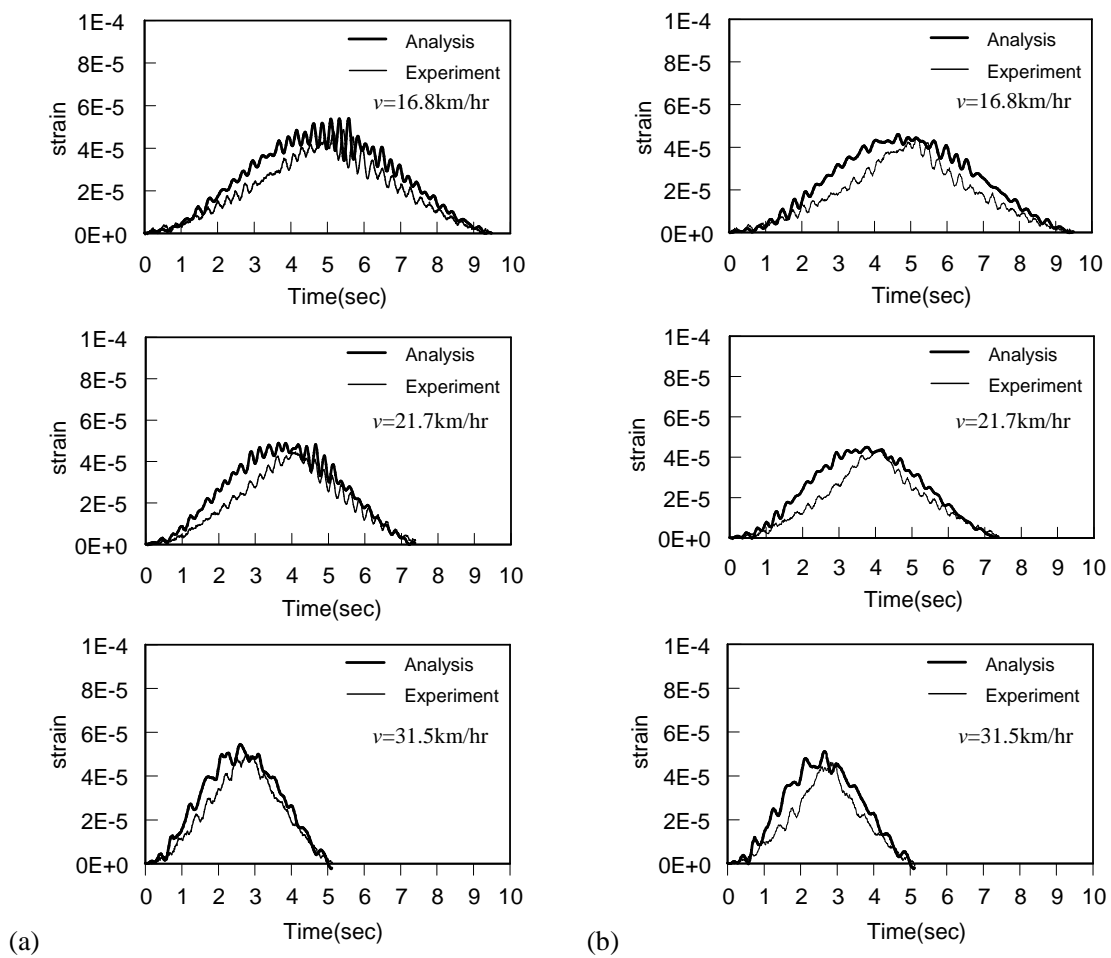 1E-4
8E-5
6E-5
4E-5
2E-5
0E+0
strain
Analysis
Experiment
v=16.8km/hr
0 1 2 3 4 5 6 7 8 9 10
Time(sec)
1E-4
8E-5
6E-5
4E-5
2E-5
0E+0
strain
Analysis
Experiment
v=16.8km/hr
0 1 2 3 4 5 6 7 8 9 10
Time(sec)
1E-4
8E-5
6E-5
4E-5
2E-5
0E+0
strain
Analysis
Experiment
v=21.7km/hr
0 1 2 3 4 5 6 7 8 9 10
Time(sec)
1E-4
8E-5
6E-5
4E-5
2E-5
0E+0
strain
Analysis
Experiment
v=21.7km/hr
0 1 2 3 4 5 6 7 8 9 10
Time(sec)
1E-4
8E-5
6E-5
4E-5
2E-5
0E+0
strain
Analysis
Experiment
v=31.5km/hr
0 1 2 3 4 5 6 7 8 9 10
Time(sec)
(a)
1E-4
8E-5
6E-5
4E-5
2E-5
0E+0
strain
Analysis
Experiment
v=31.5km/hr
0 1 2 3 4 5 6 7 8 9 10
Time(sec)
(b)